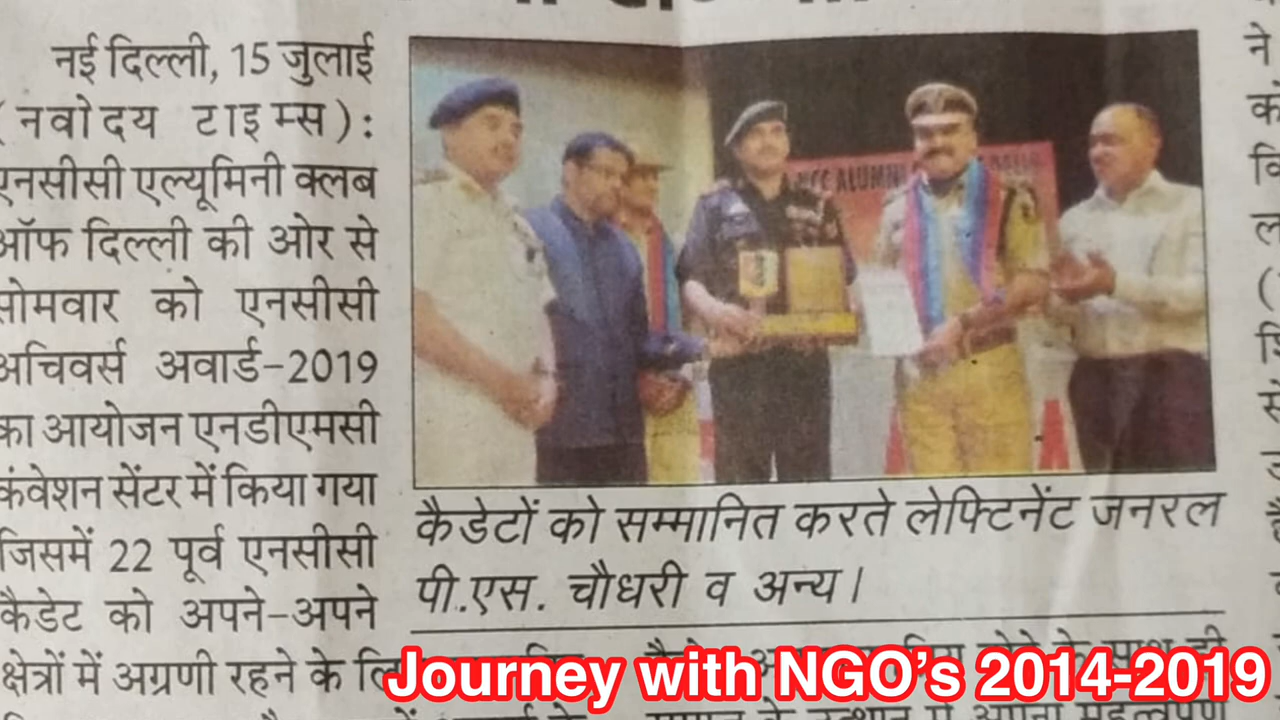 नई दिल्ली, 15 जुलाई
(नवोदय टाइम्स):
एनसीसी एल्यूमिनी क्लब
ऑफ दिल्ली की ओर से
सोमवार को एनसीसी
अचिवर्स अवार्ड-2019
का आयोजन एनडीएमसी
कंवेशन सेंटर में किया गया
जिसमें 22 पूर्व एनसीसी
कैडेट को अपने-अपने
क्षेत्रों में अग्रणी रहने के
NCC ALUMNI
कैडेटों को सम्मानित करते लेफ्टिनेंट जनरल
पी.एस. चौधरी व अन्य।
Journey with NGO’s 2014-2019